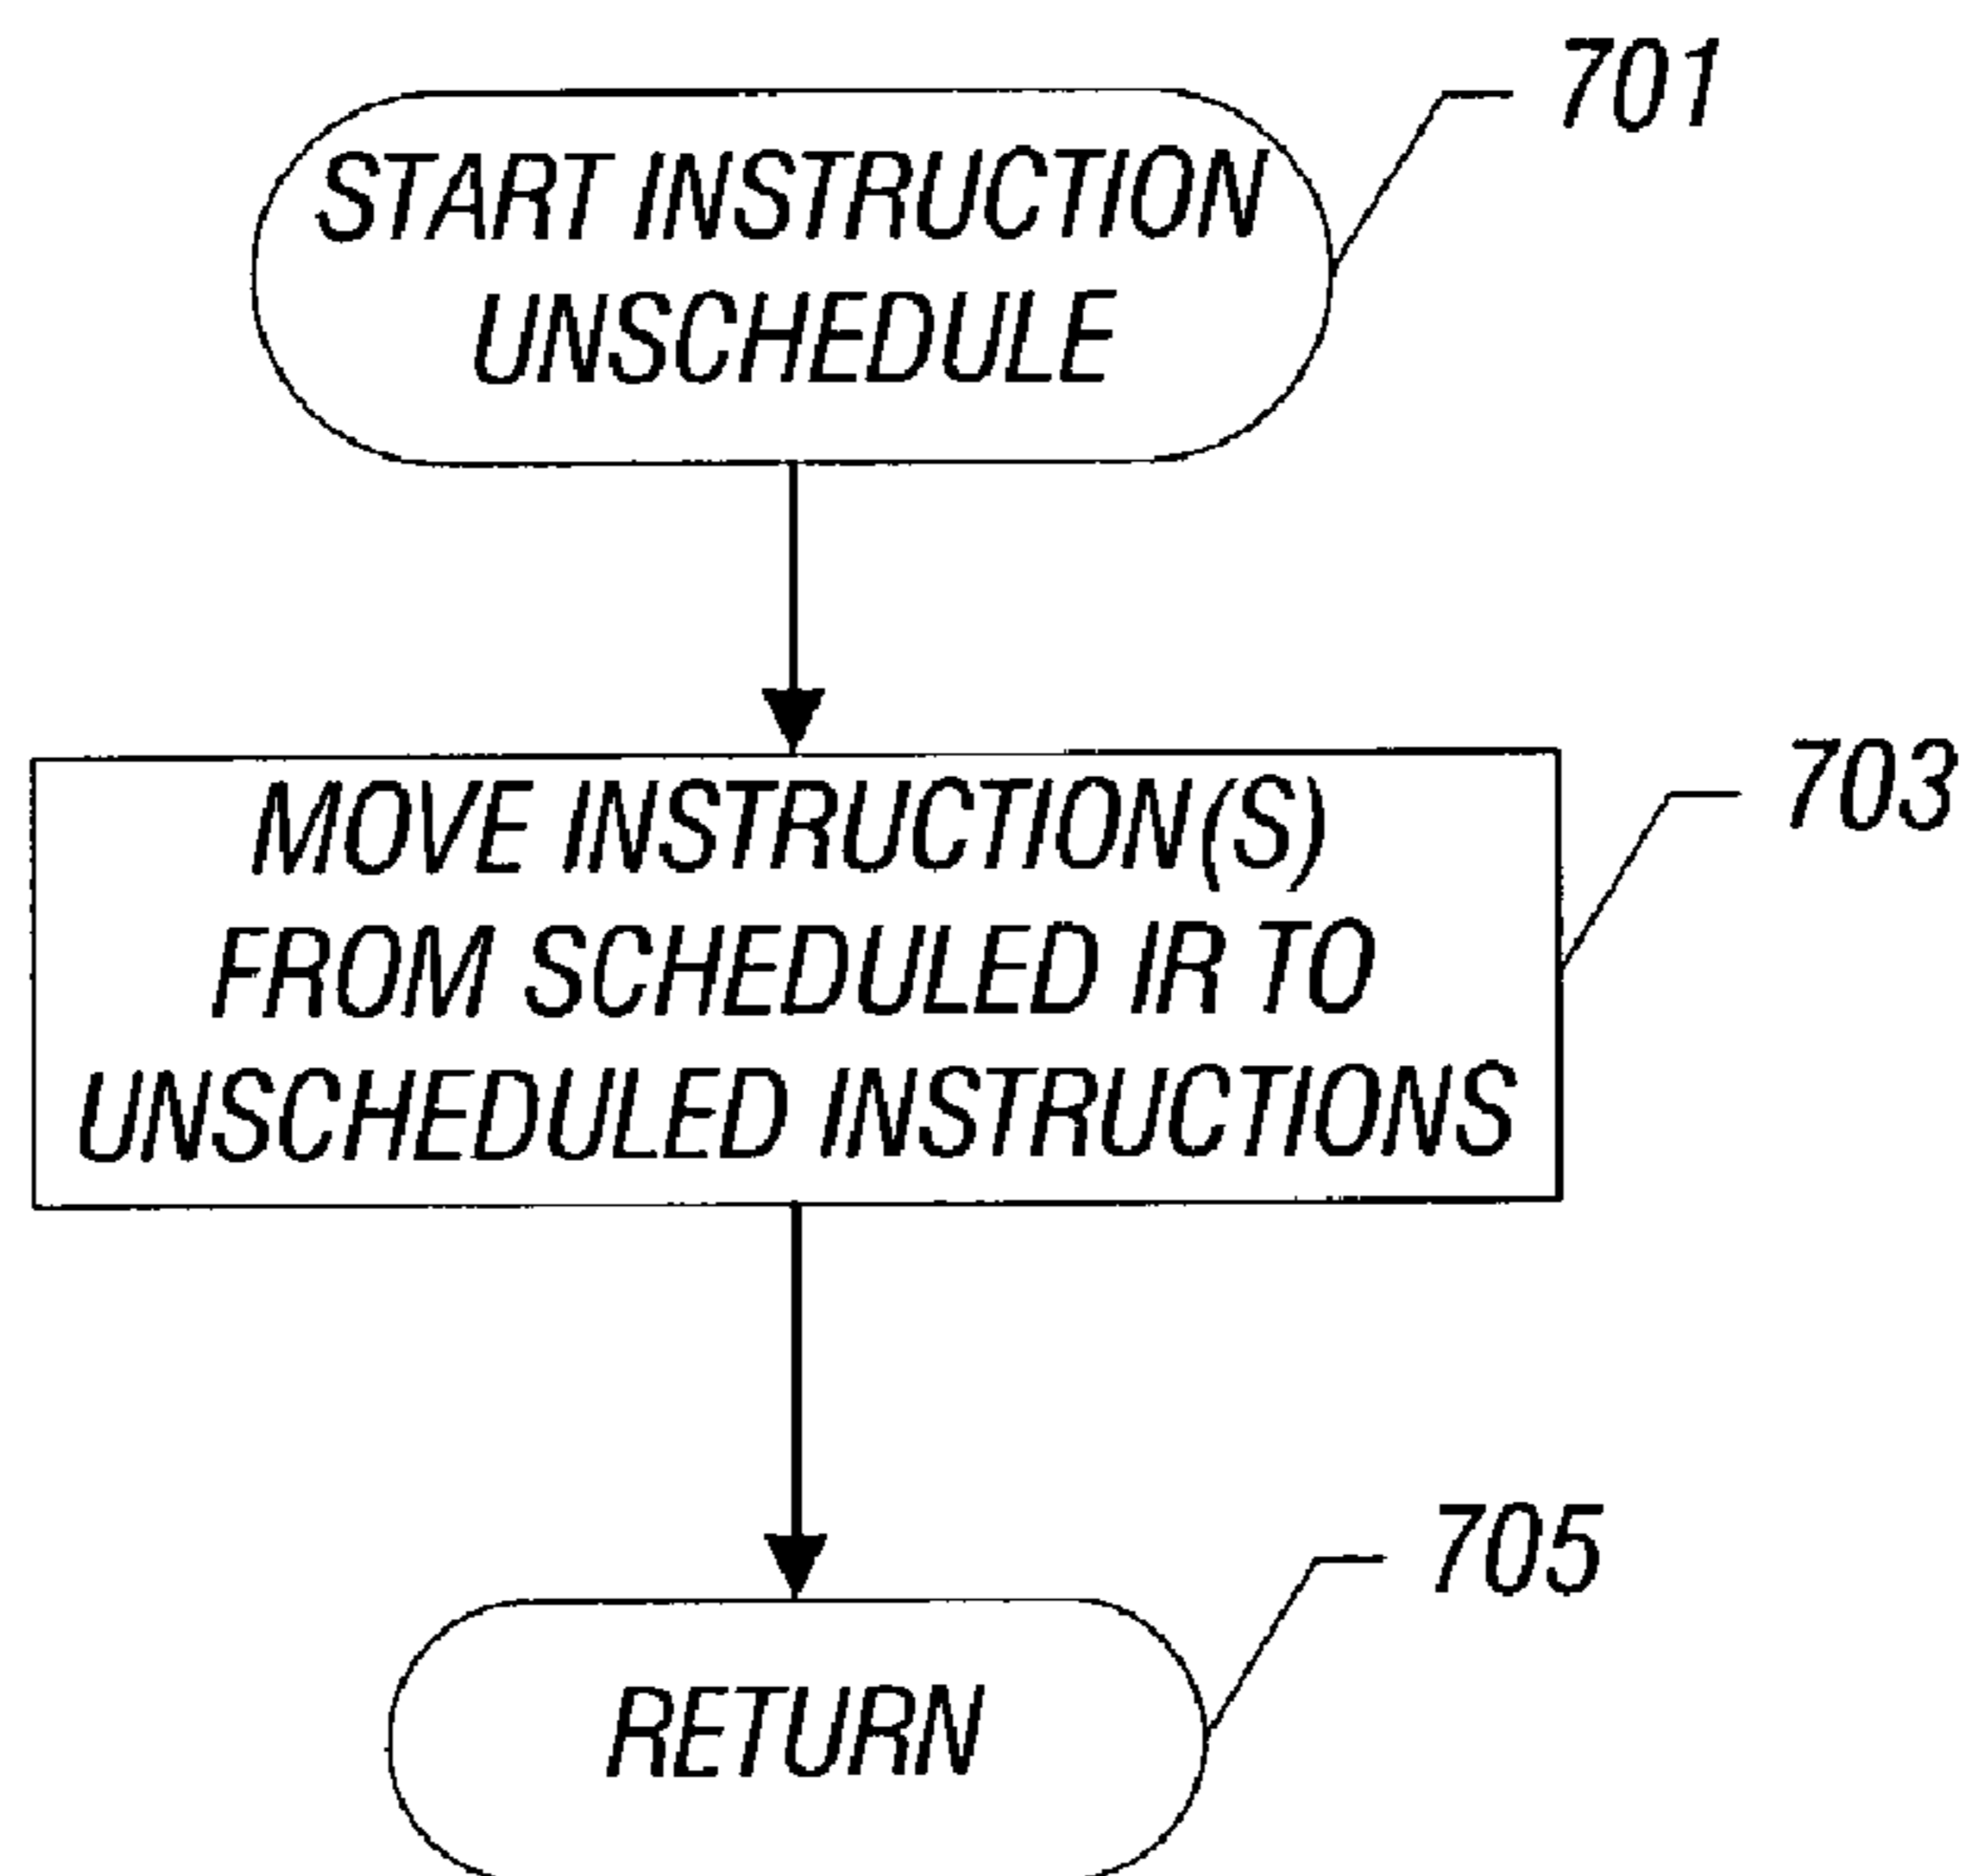 701
START INSTRUCTION
UNSCHEDULE
703
MOVE INSTRUCTION(S)
FROM SCHEDULED IR TO
UNSCHEDULED INSTRUCTIONS
705
RETURN